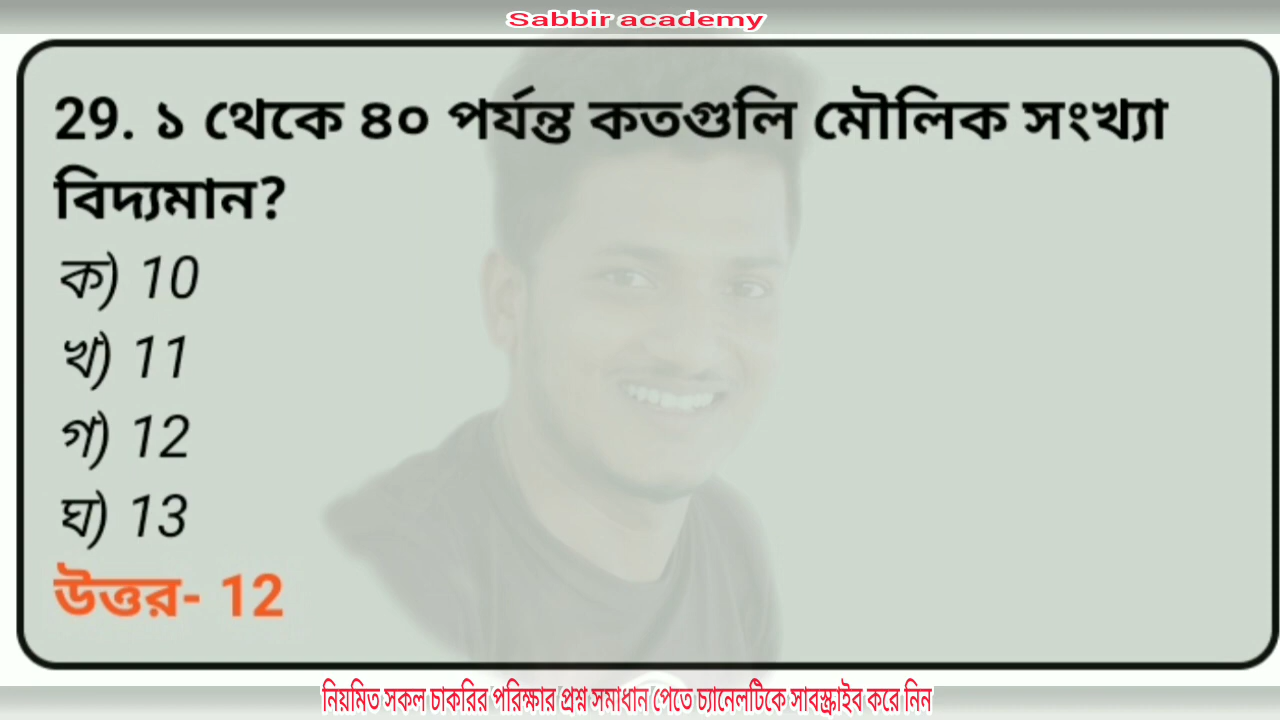 Sabbir academy
29. ১ থেকে ৪০ পর্যন্ত কতগুলি মৌলিক সংখ্যা
বিদ্যমান?
ক) 10
খ) 11
গ) 12
ঘ) 13
উত্তর- 12
নিয়মিত সকল চাকরির পরিক্ষার প্রশ্ন সমাধান পেতে চ্যানেলটিকে সাবস্ক্রাইব করে নিন